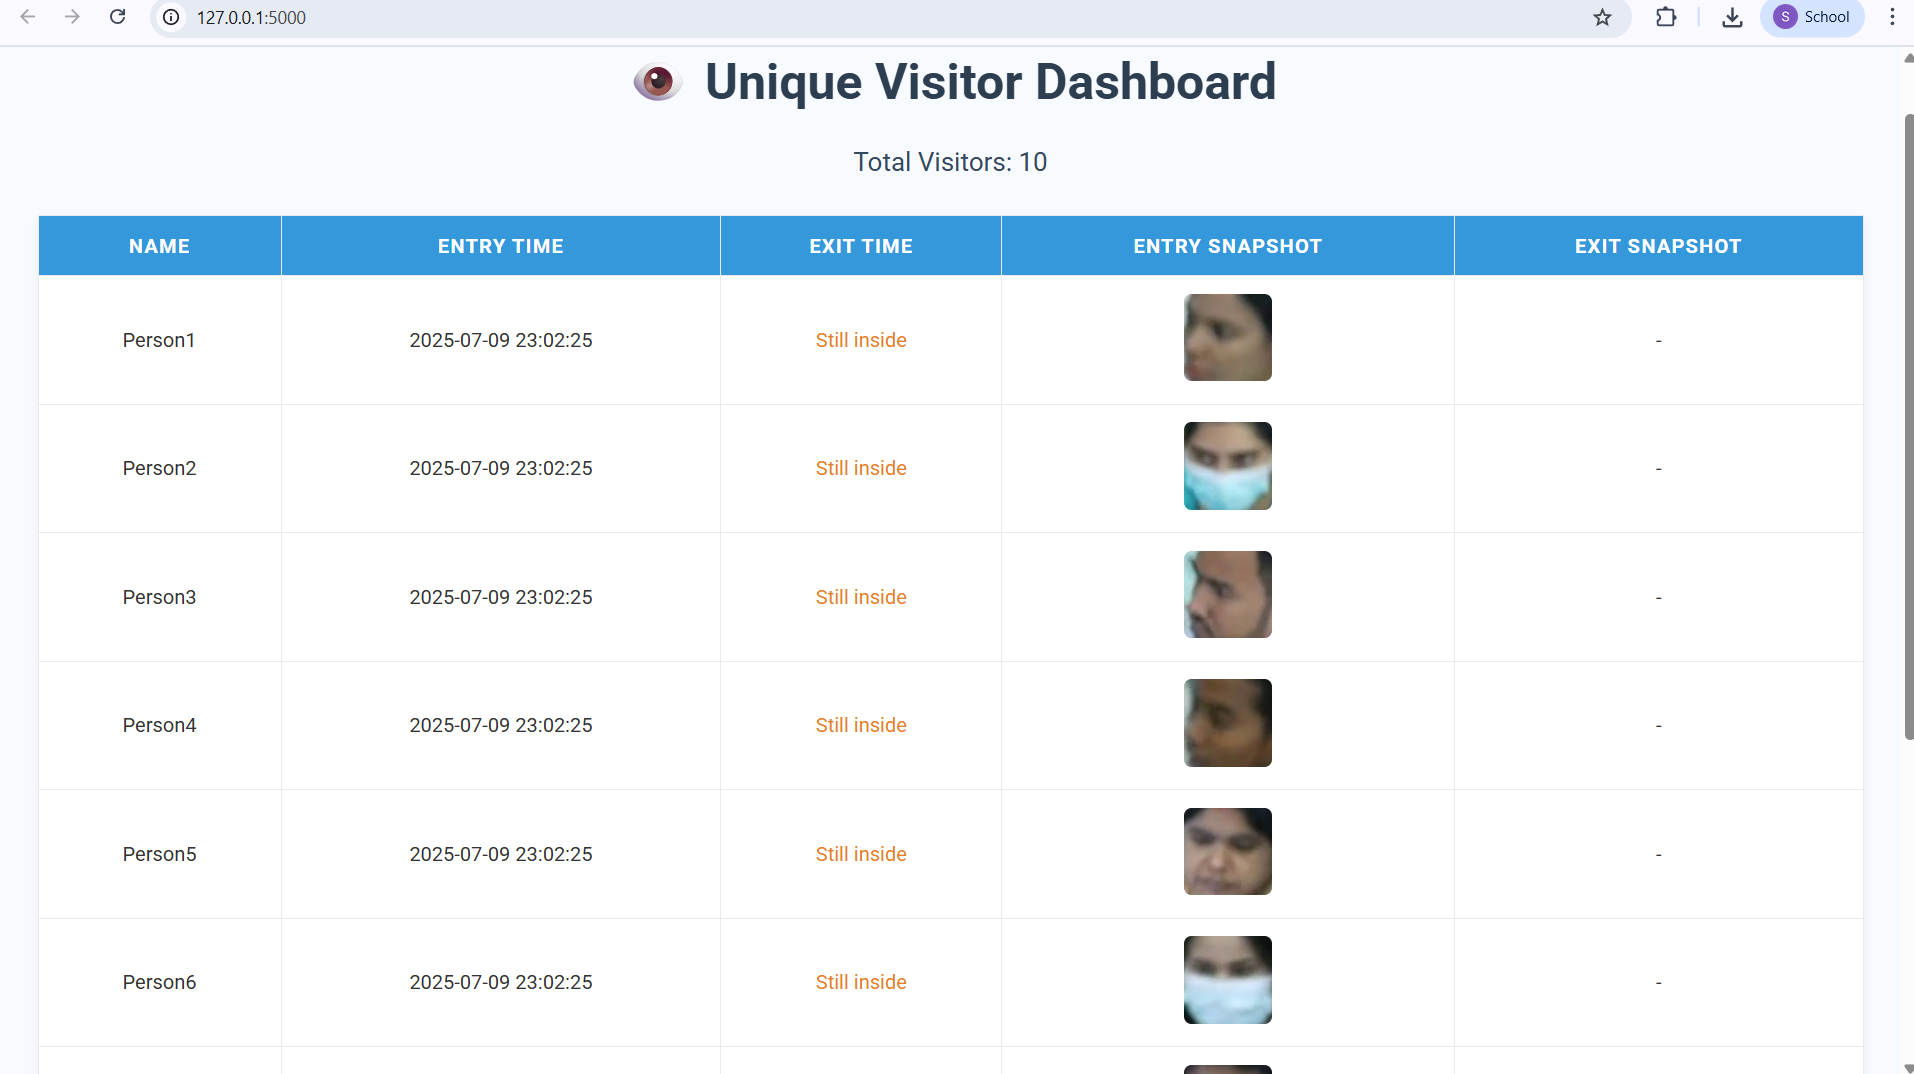 127.0.0.1:5000
S School
Unique Visitor Dashboard
Total Visitors: 10
NAME ENTRY TIME EXIT TIME ENTRY SNAPSHOT EXIT SNAPSHOT
Person1 2025-07-09 23:02:25 Still inside -
Person2 2025-07-09 23:02:25 Still inside -
Person3 2025-07-09 23:02:25 Still inside -
Person4 2025-07-09 23:02:25 Still inside -
Person5 2025-07-09 23:02:25 Still inside -
Person6 2025-07-09 23:02:25 Still inside -